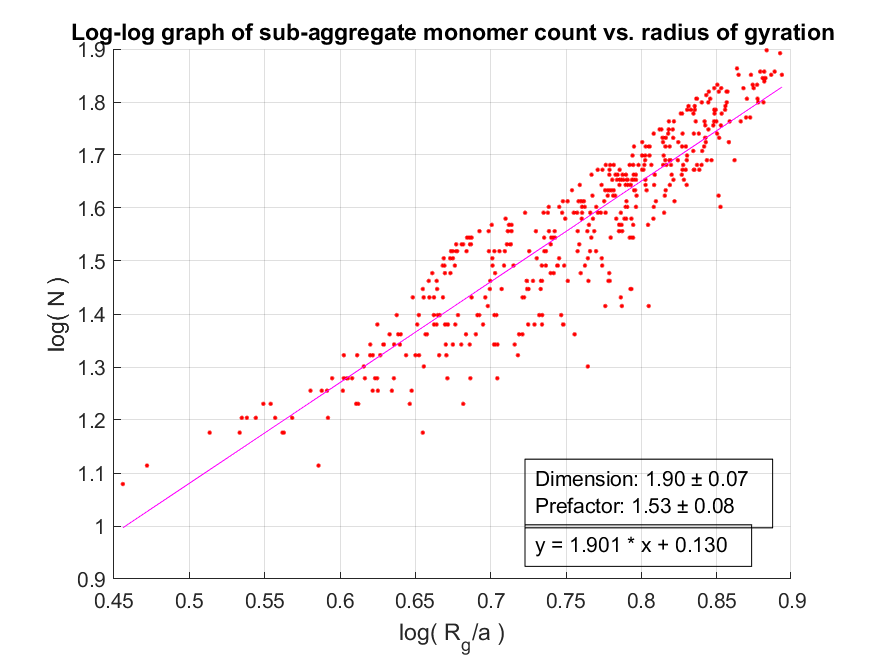 Log-log graph of sub-aggregate monomer count vs. radius of gyration
1.9
1.8
1.7
1.6
1.5
1.4
1.3
1.2
1.1
1
0.9
log( N )
Dimension: 1.90 ± 0.07
Prefactor: 1.53 ± 0.08
y = 1.901 * x + 0.130
0.45 0.5 0.55 0.6 0.65 0.7 0.75 0.8 0.85 0.9
log( R_g/a )